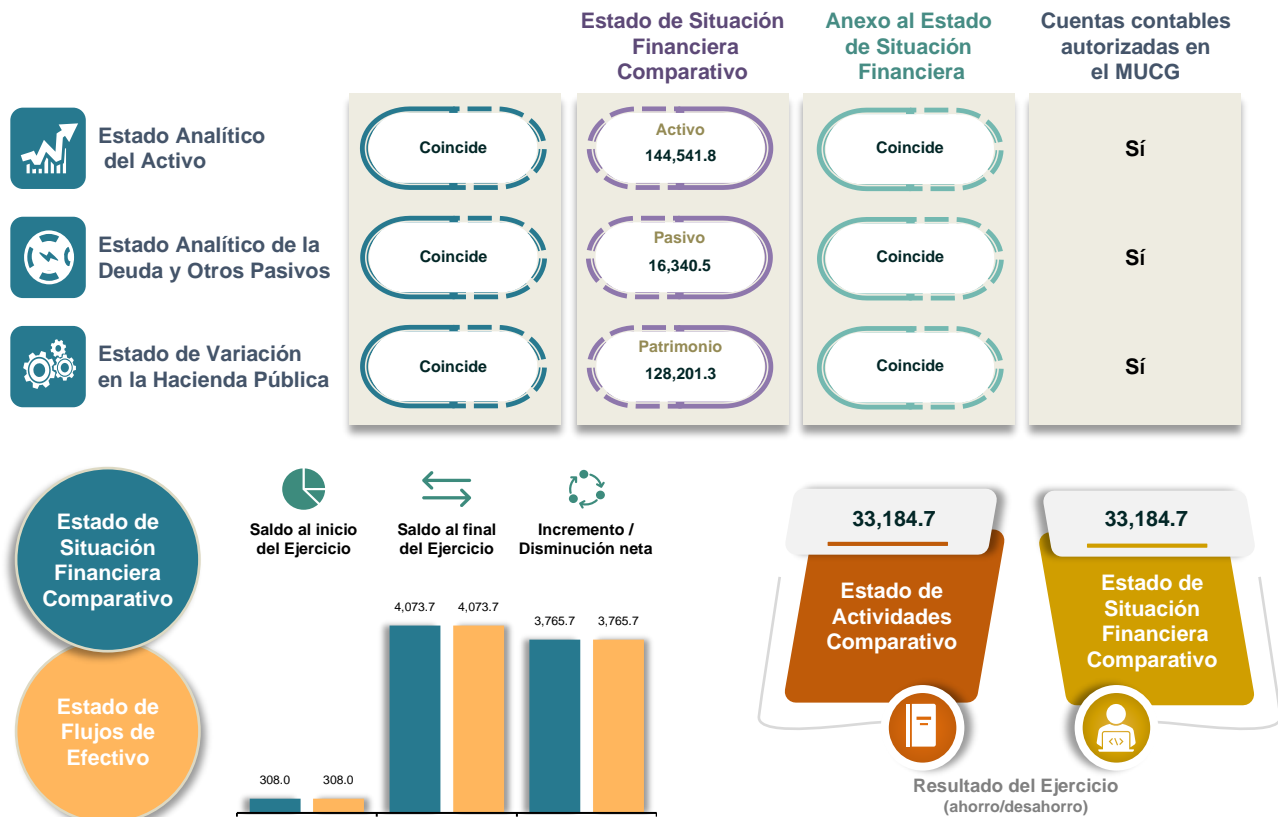 Estado de Situación
Financiera
Comparativo
Anexo al Estado
de Situación
Financiera
Cuentas contables
autorizadas en
el MUCG
Estado Analítico
del Activo
Coincide
Activo
144,541.8
Coincide
Sí
Estado Analítico de la
Deuda y Otros Pasivos
Coincide
Pasivo
16,340.5
Coincide
Sí
Estado de Variación
en la Hacienda Pública
Coincide
Patrimonio
128,201.3
Coincide
Sí
Estado de
Situación
Financiera
Comparativo
Estado de
Flujos de
Efectivo
Saldo al inicio
del Ejercicio
Saldo al final
del Ejercicio
Incremento /
Disminución neta
308.0 308.0
4,073.7 4,073.7
3,765.7 3,765.7
33,184.7
Estado de
Actividades
Comparativo
33,184.7
Estado de
Situación
Financiera
Comparativo
Resultado del Ejercicio
(ahorro/desahorro)